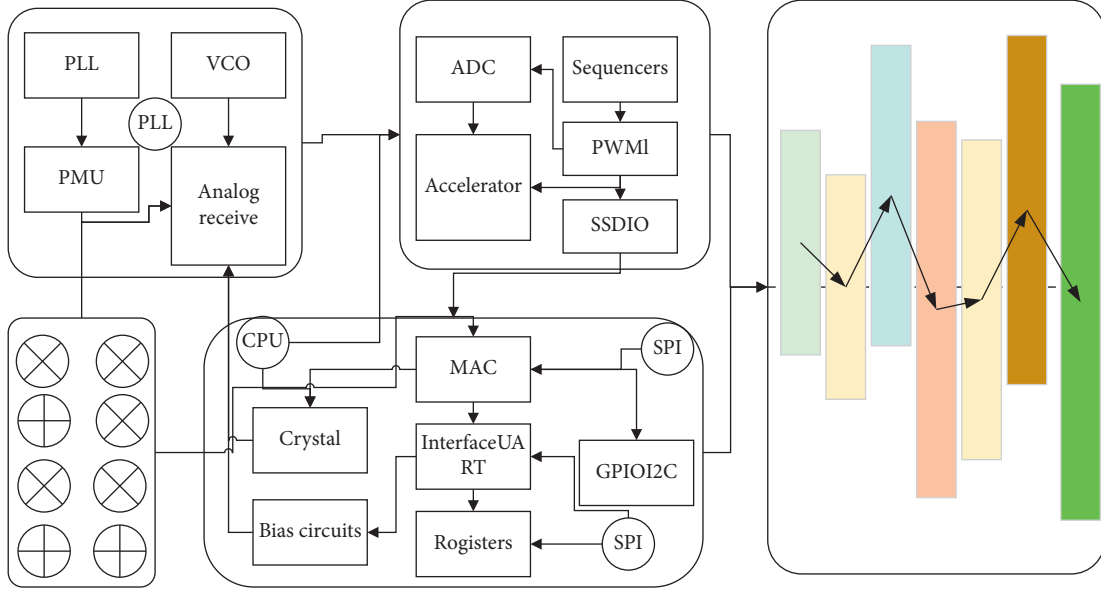 PLL
VCO
PLL
PMU
Analog
receive
ADC
Sequencers
PWMl
Accelerator
SSDIO
CPU
SPI
MAC
Crystal
InterfaceUA
RT
GPIOI2C
Bias circuits
Rogisters
SPI